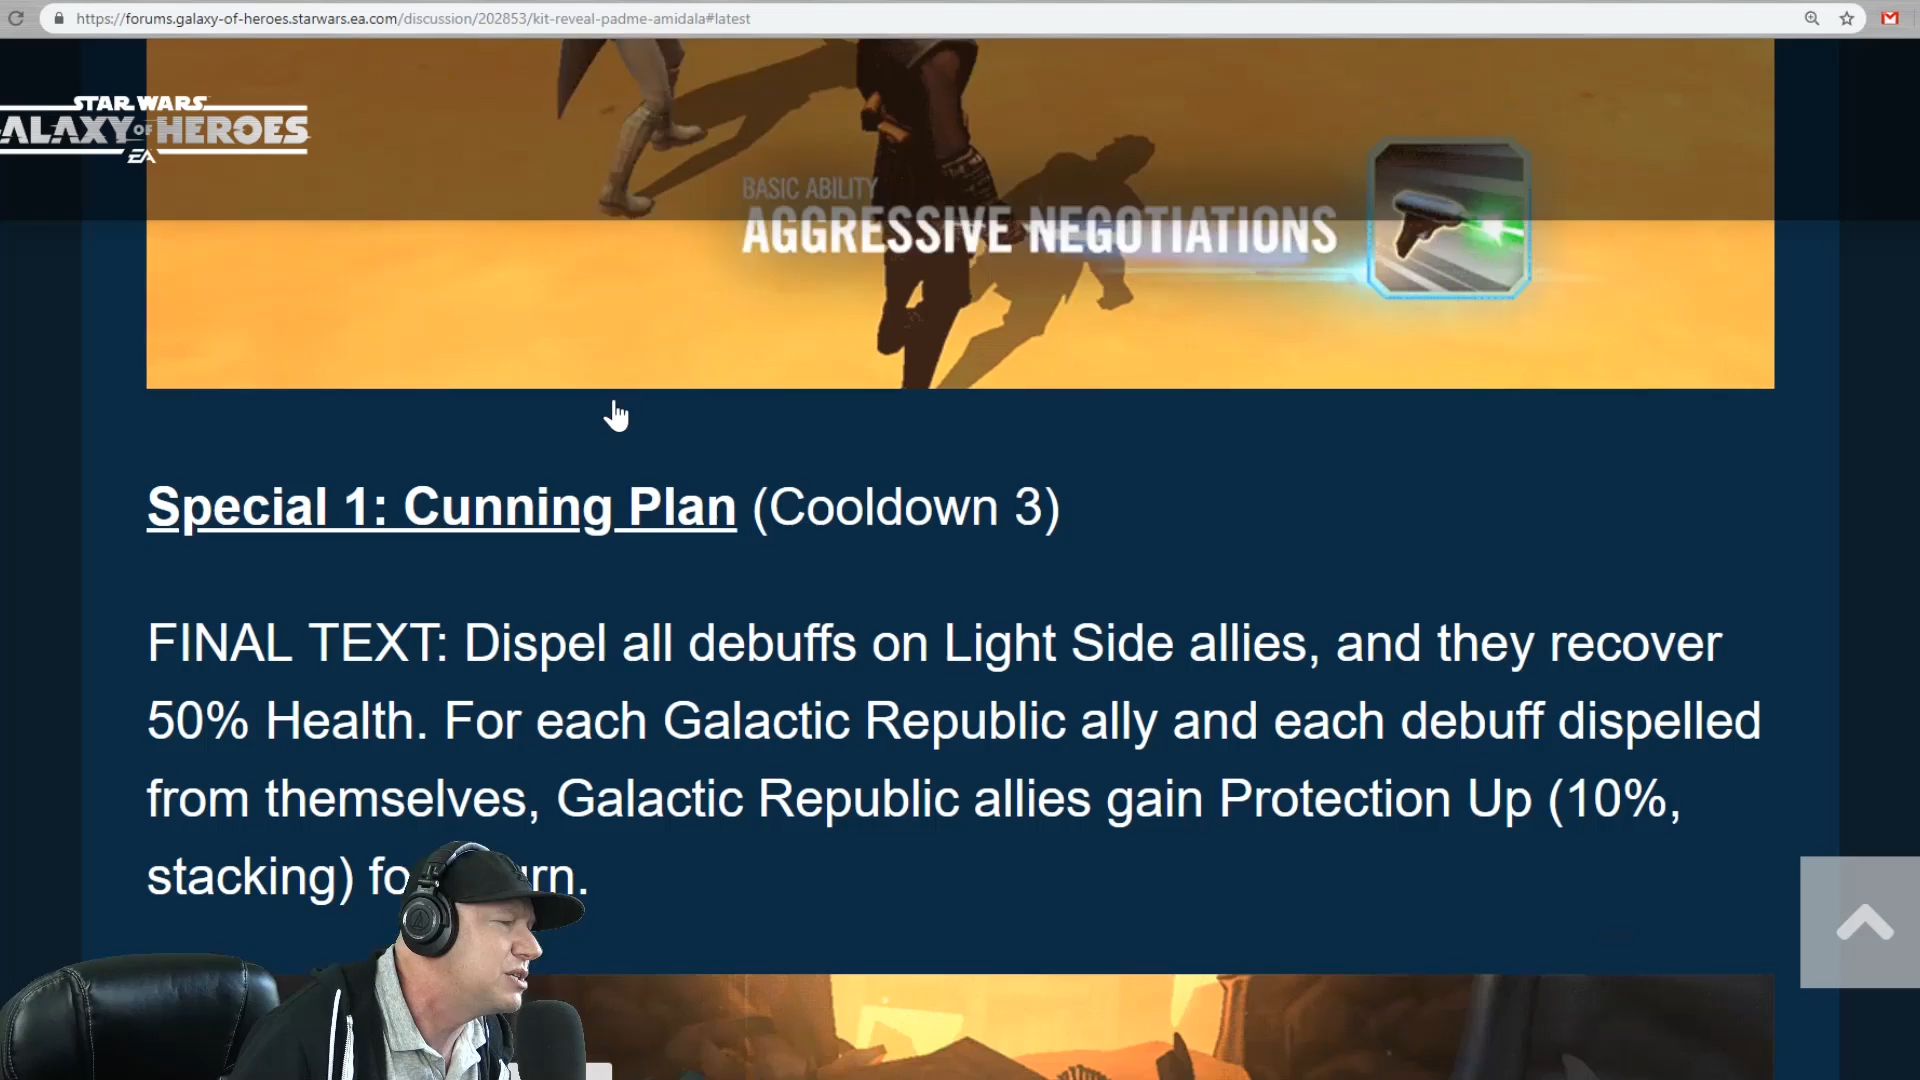 https://forums.galaxy-of-heroes.starwars.ea.com/discussion/202853/kit-reveal-padme-amidala#latest
STAR WARS
ALAXY OF HEROES
EA
BASIC ABILITY
AGGRESSIVE NEGOTIATIONS
Special 1: Cunning Plan (Cooldown 3)
FINAL TEXT: Dispel all debuffs on Light Side allies, and they recover
50% Health. For each Galactic Republic ally and each debuff dispelled
from themselves, Galactic Republic allies gain Protection Up (10%,
stacking)